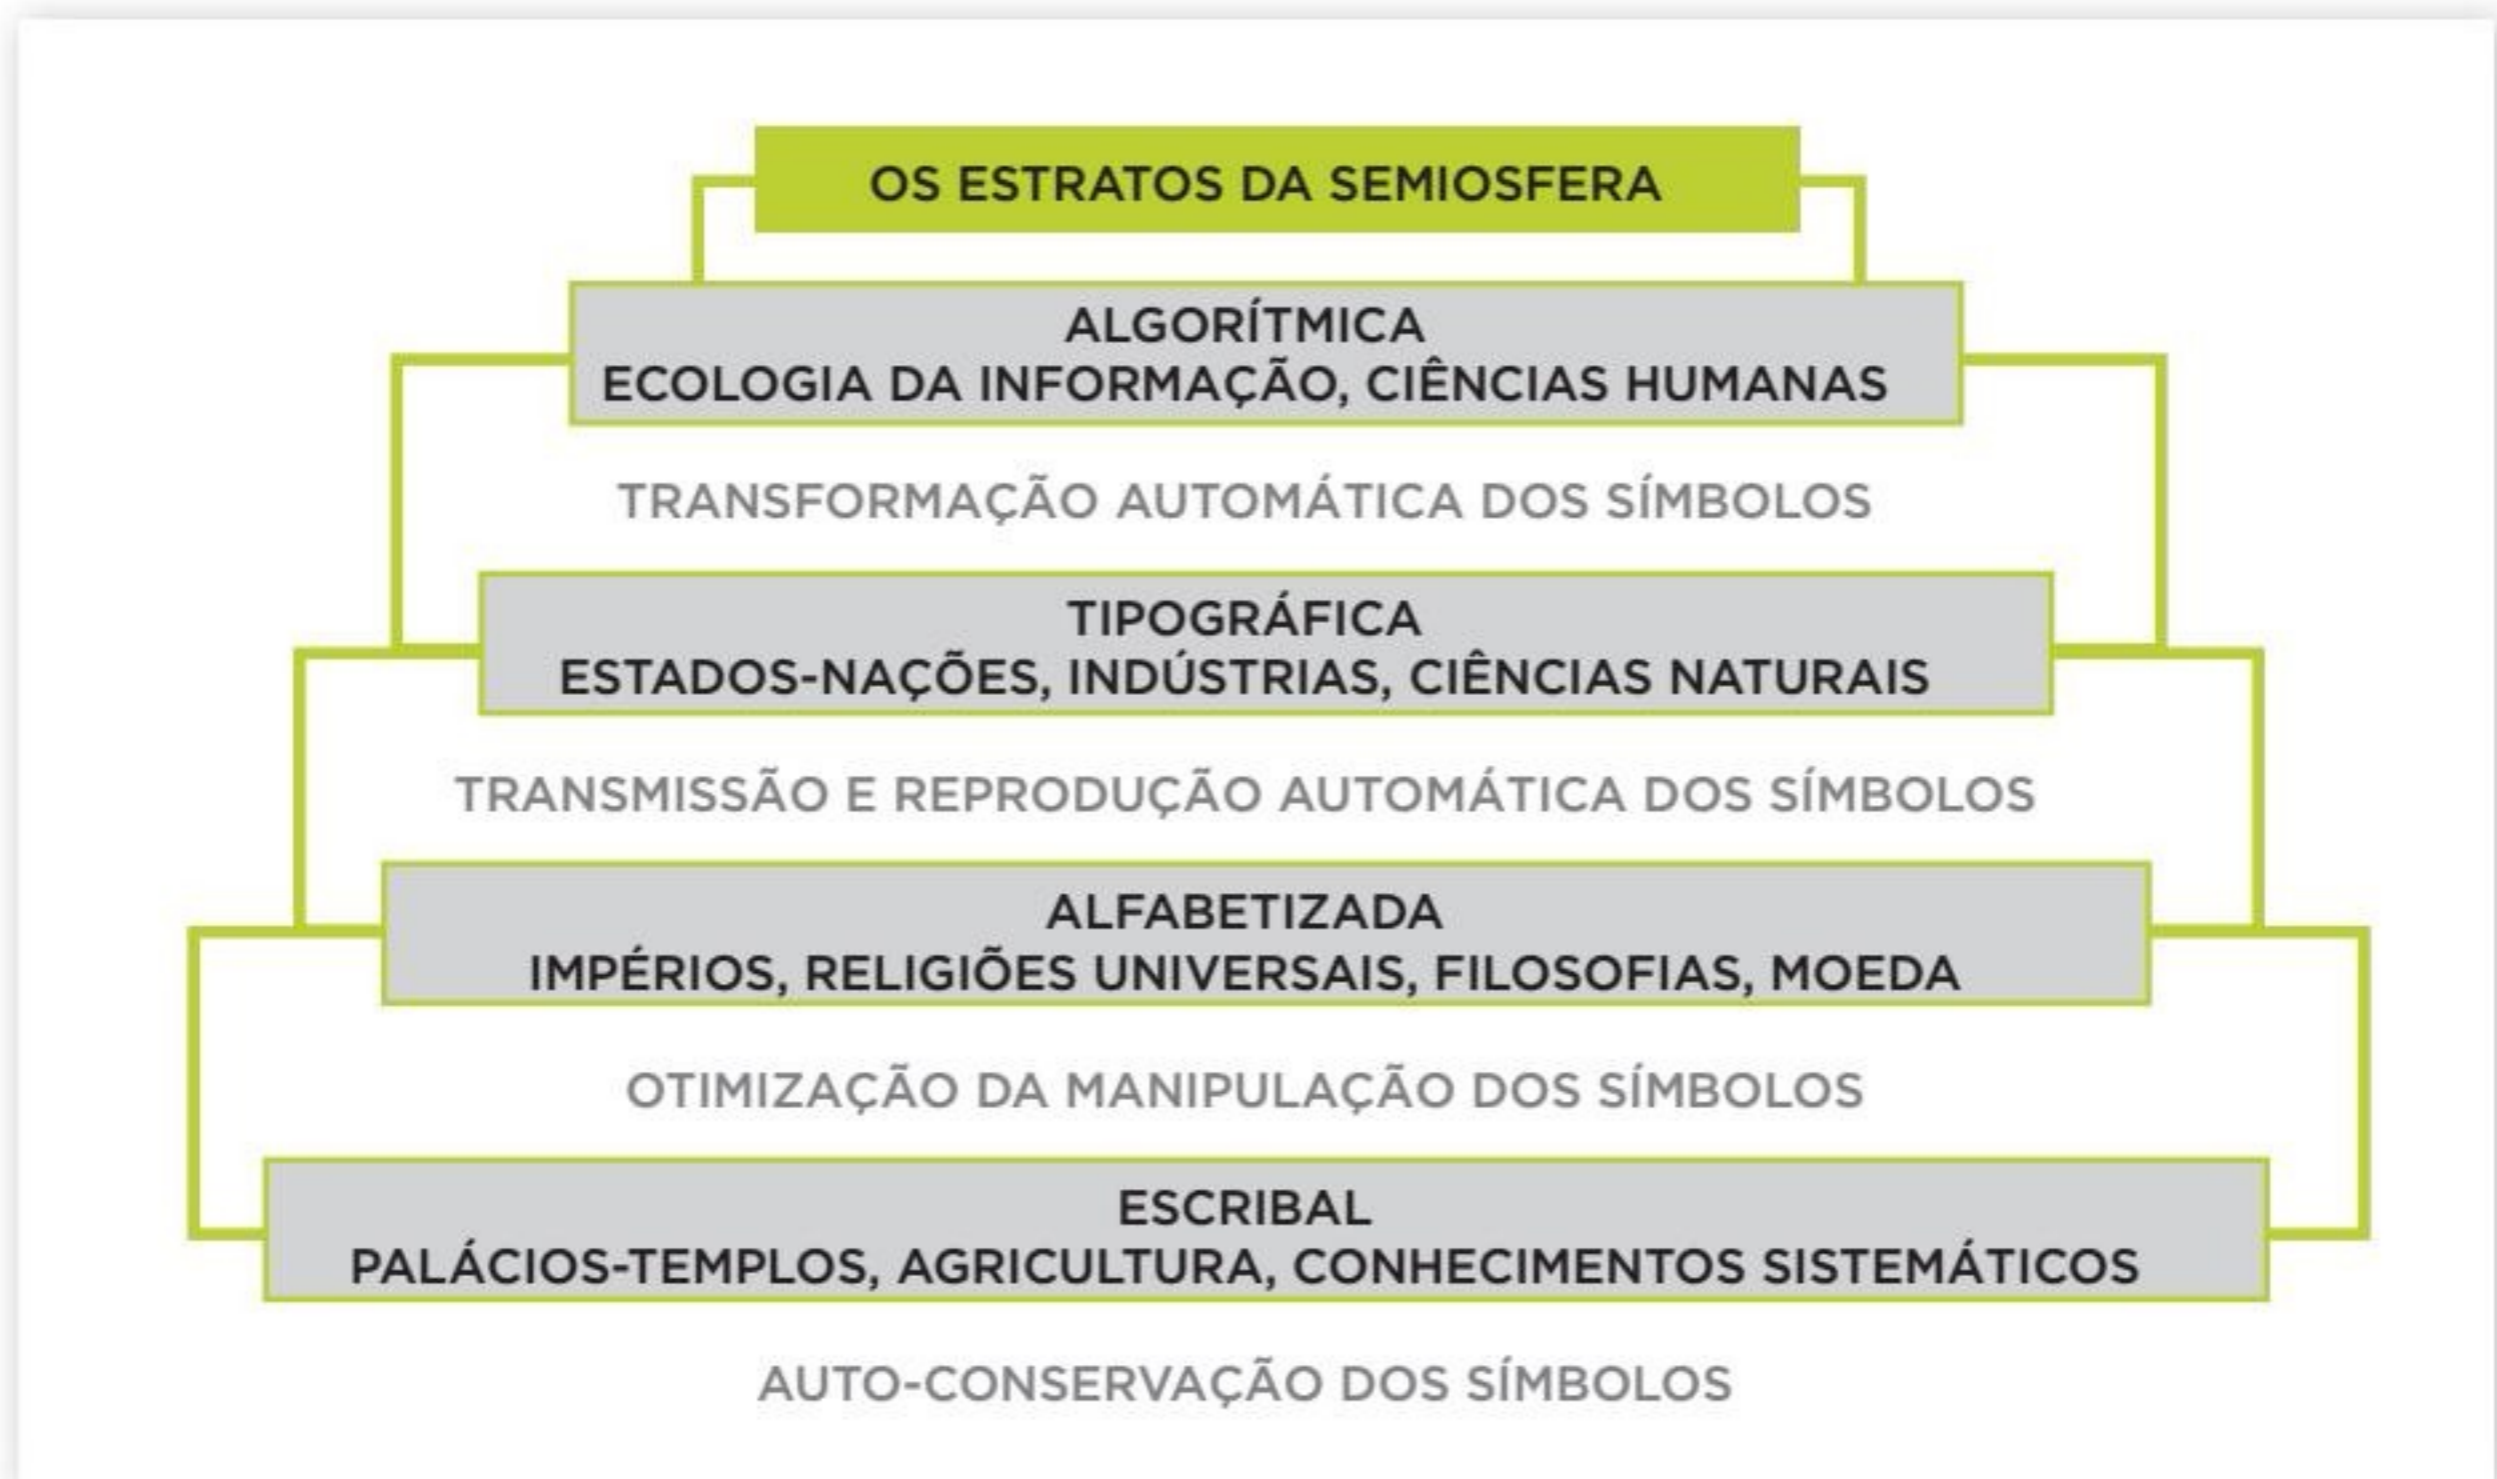 OS ESTRATOS DA SEMIOSFERA
ALGORÍTMICA
ECOLOGIA DA INFORMAÇÃO, CIÊNCIAS HUMANAS
TRANSFORMAÇÃO AUTOMÁTICA DOS SÍMBOLOS
TIPOGRÁFICA
ESTADOS-NAÇÕES, INDÚSTRIAS, CIÊNCIAS NATURAIS
TRANSMISSÃO E REPRODUÇÃO AUTOMÁTICA DOS SÍMBOLOS
ALFABETIZADA
IMPÉRIOS, RELIGIÕES UNIVERSAIS, FILOSOFIAS, MOEDA
OTIMIZAÇÃO DA MANIPULAÇÃO DOS SÍMBOLOS
ESCRIBAL
PALÁCIOS-TEMPLOS, AGRICULTURA, CONHECIMENTOS SISTEMÁTICOS
AUTO-CONSERVAÇÃO DOS SÍMBOLOS